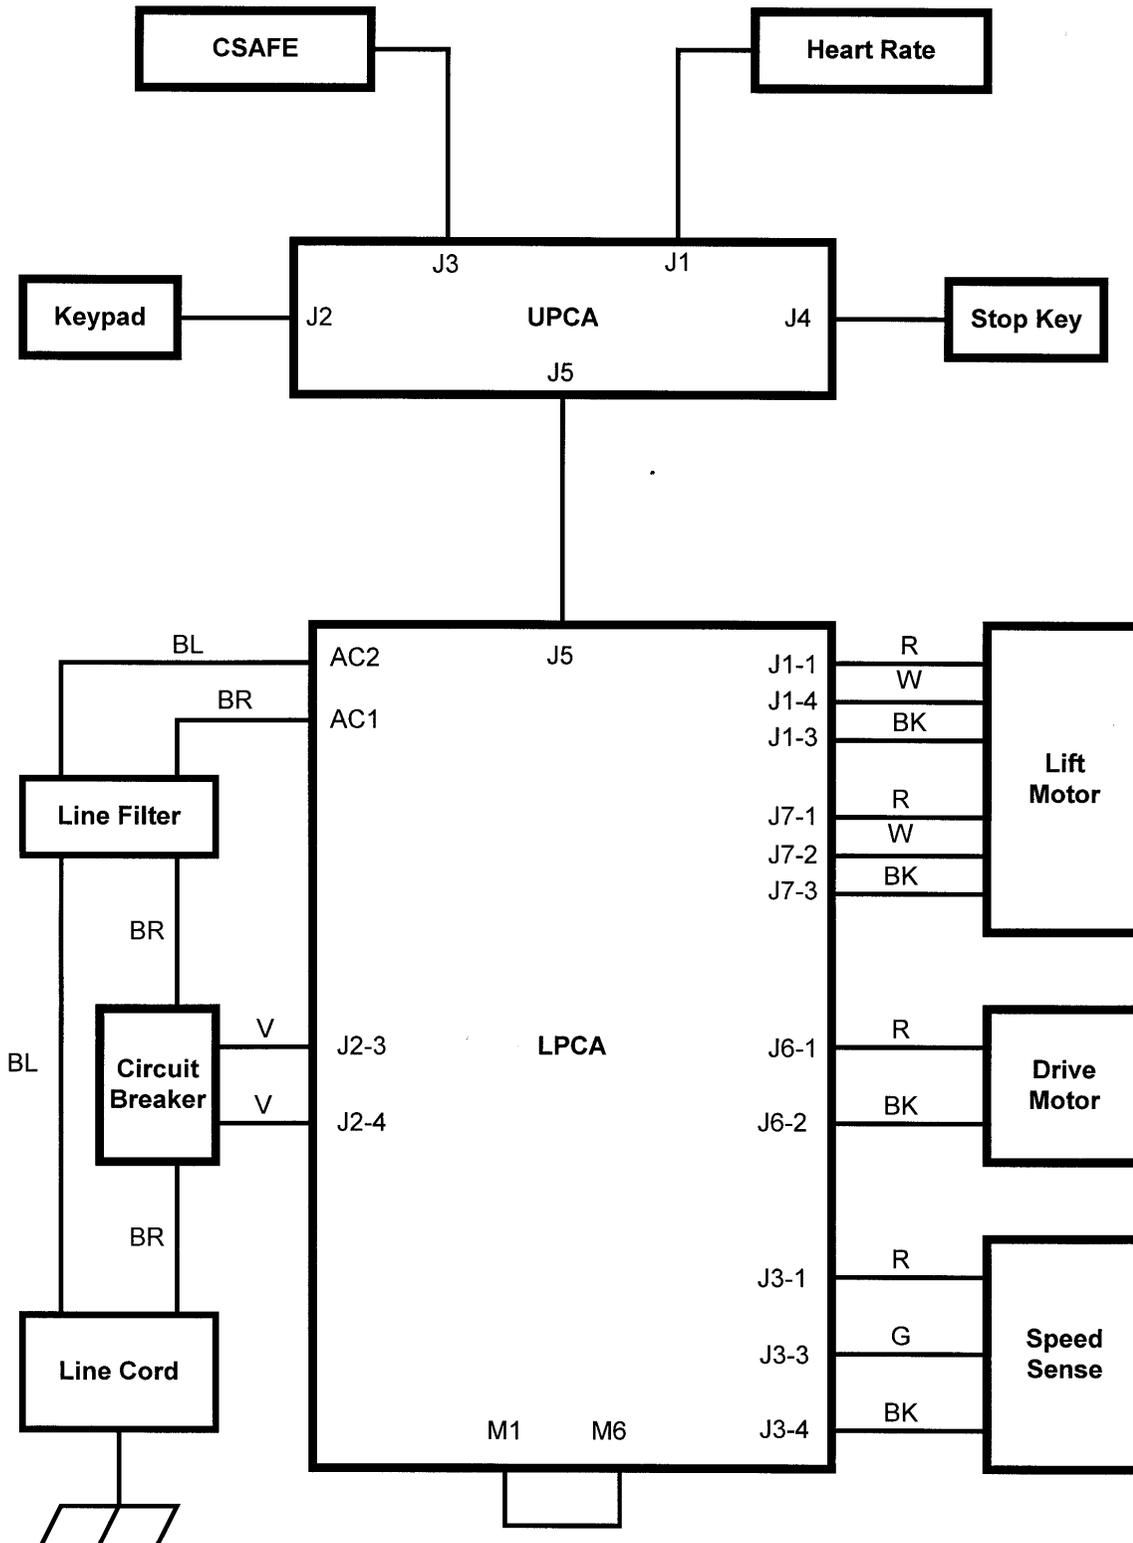 CSAFE
Heart Rate
J3
J1
Keypad
J2
UPCA
J4
Stop Key
J5
BL
AC2
J5
J1-1
R
W
BR
AC1
J1-4
BK
J1-3
Lift
Motor
Line Filter
J7-1
R
W
J7-2
BK
J7-3
BR
V
J2-3
LPCA
J6-1
R
Drive
Motor
BL
Circuit
Breaker
V
J2-4
J6-2
BK
BR
J3-1
R
G
J3-3
Speed
Sense
Line Cord
BK
J3-4
M1
M6